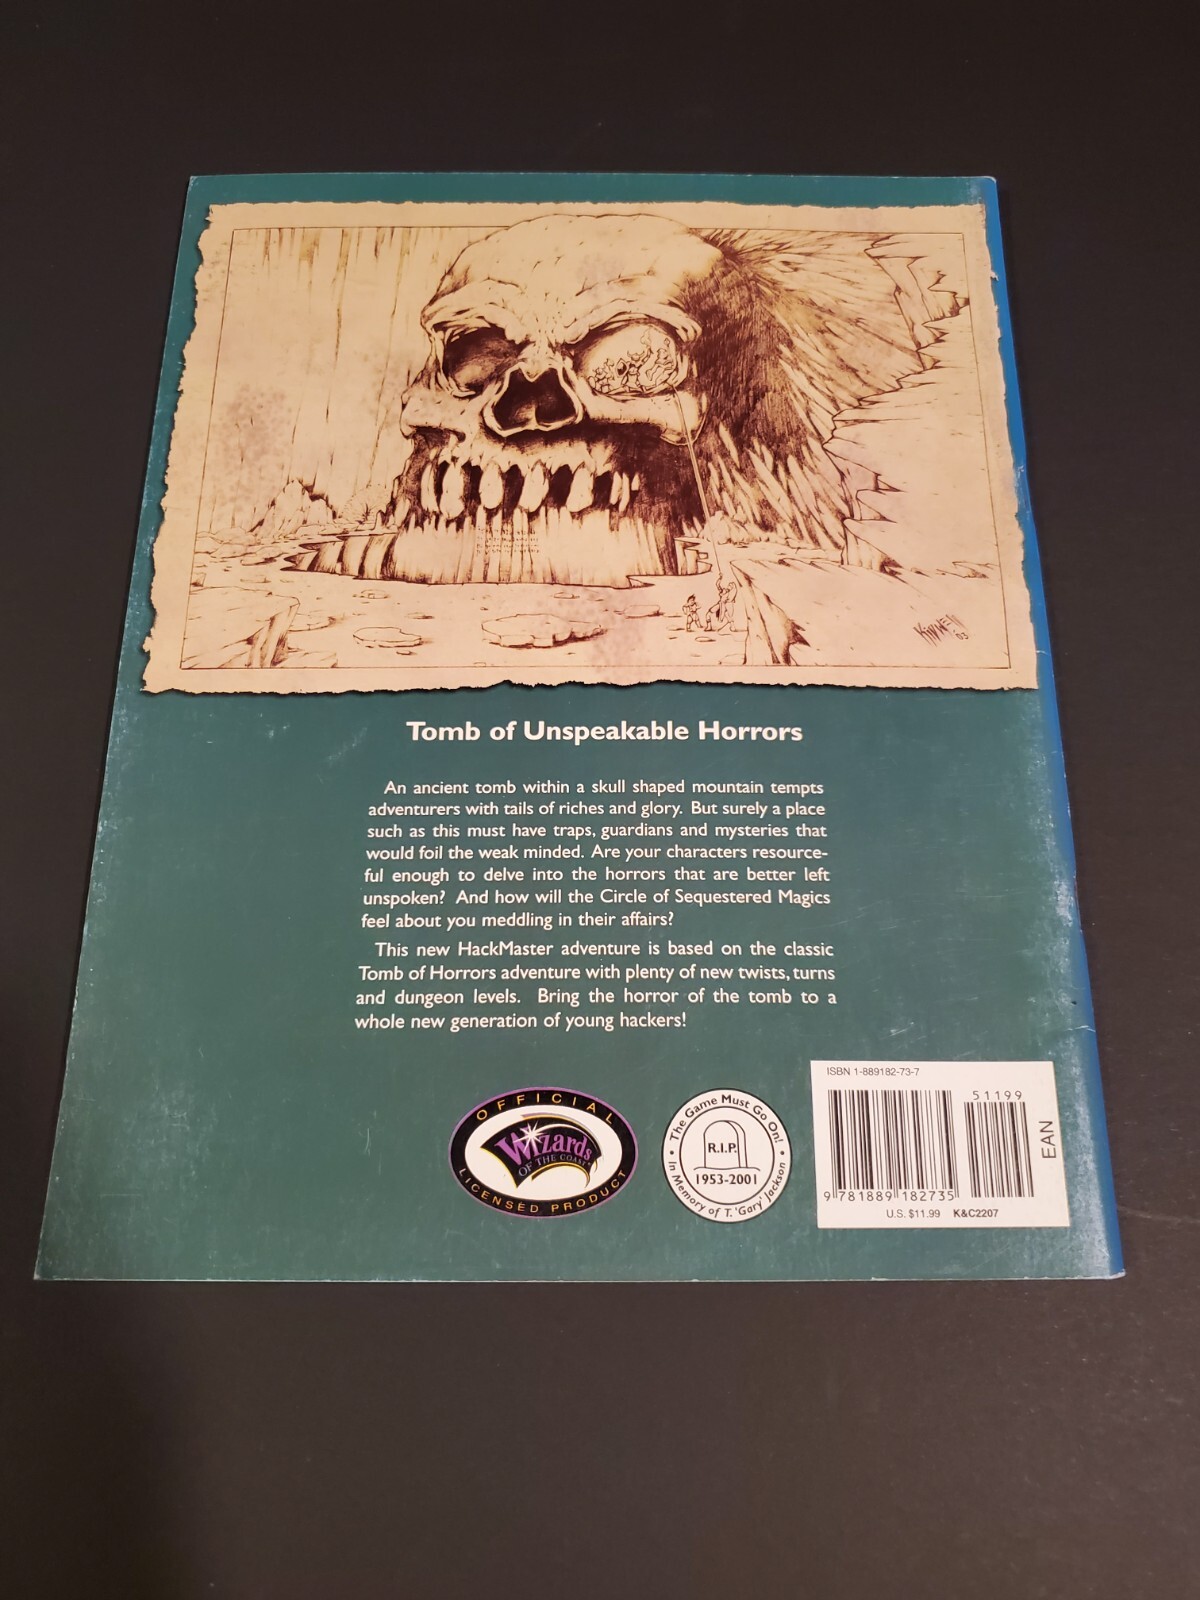 KINNELL
'03
Tomb of Unspeakable Horrors
An ancient tomb within a skull shaped mountain tempts
adventurers with tails of riches and glory. But surely a place
such as this must have traps, guardians and mysteries that
would foil the weak minded. Are your characters resource-
ful enough to delve into the horrors that are better left
unspoken? And how will the Circle of Sequestered Magics
feel about you meddling in their affairs?
This new HackMaster adventure is based on the classic
Tomb of Horrors adventure with plenty of new twists, turns
and dungeon levels. Bring the horror of the tomb to a
whole new generation of young hackers!
OFFICIAL
Wizards
OF THE COAST
LICENSED PRODUCT
The Game Must Go On!
R.I.P.
1953-2001
In Memory of T. 'Gary' Jackson
ISBN 1-889182-73-7
51199
EAN
9 781889 182735
U.S. $11.99 K&C2207